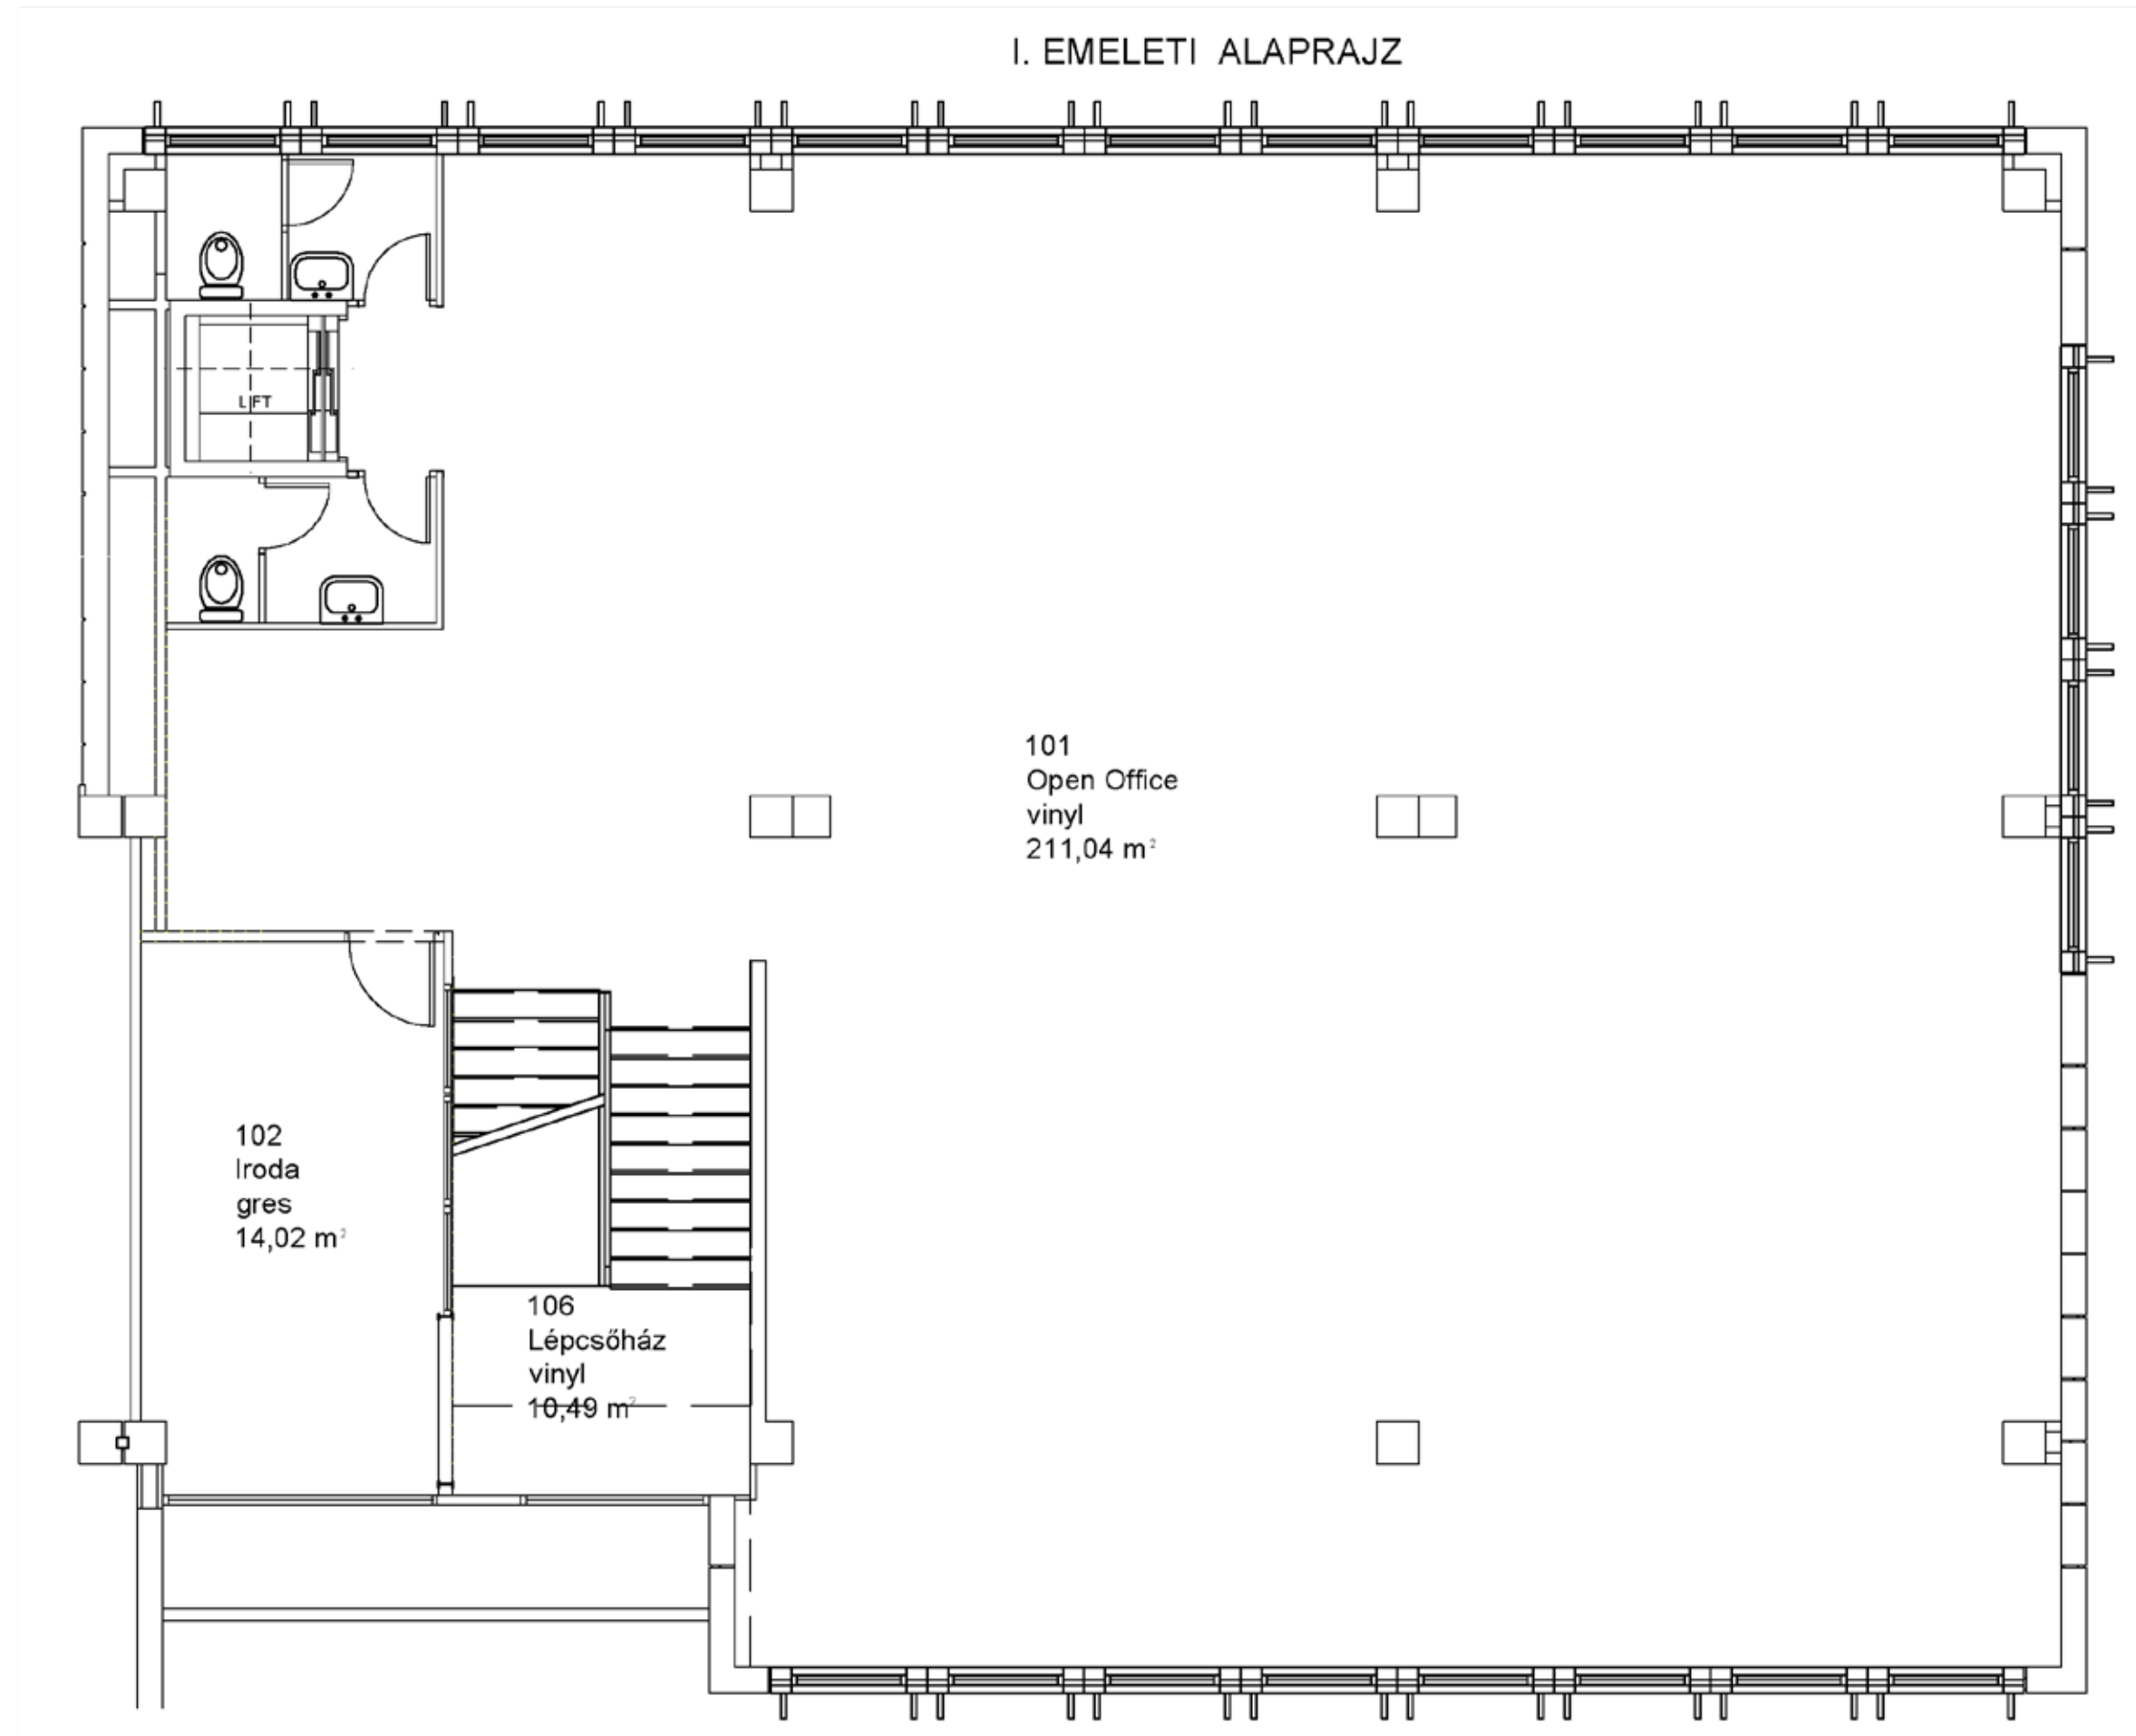 I. EMELETI ALAPRAJZ
LIFT
101
Open Office
vinyl
211,04 m²
102
Iroda
gres
14,02 m²
106
Lépcsőház
vinyl
10,49 m²